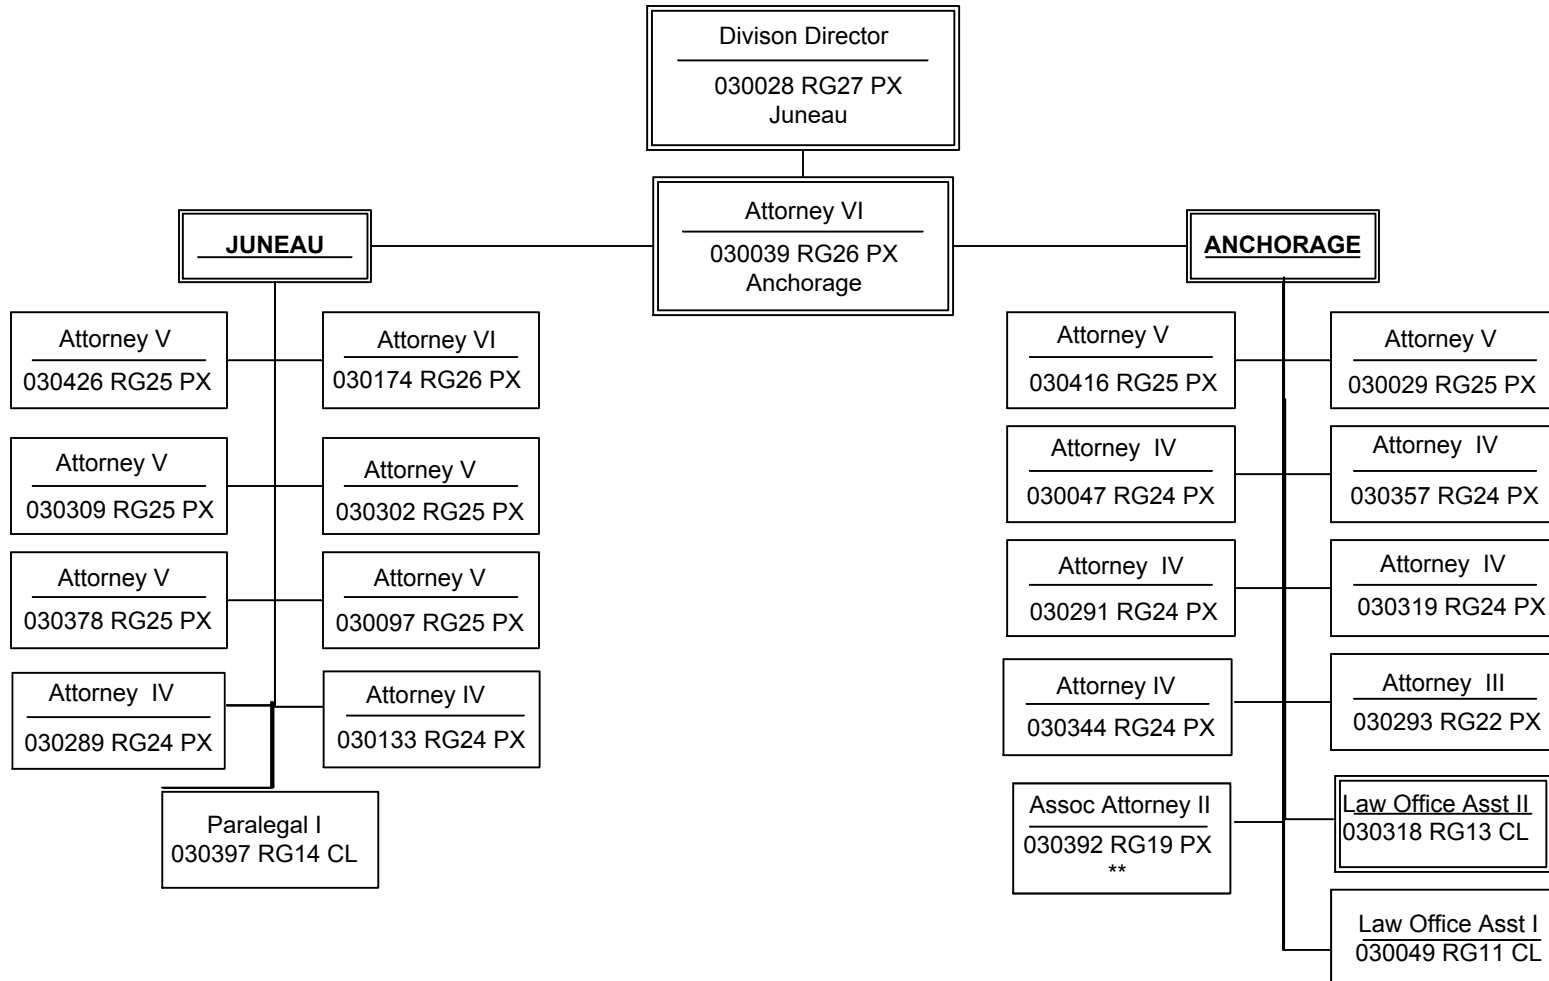 Divison Director
030028 RG27 PX
Juneau
Attorney VI
030039 RG26 PX
Anchorage
JUNEAU
Attorney V
030426 RG25 PX
Attorney VI
030174 RG26 PX
Attorney V
030309 RG25 PX
Attorney V
030302 RG25 PX
Attorney V
030378 RG25 PX
Attorney V
030097 RG25 PX
Attorney IV
030289 RG24 PX
Attorney IV
030133 RG24 PX
Paralegal I
030397 RG14 CL
ANCHORAGE
Attorney V
030416 RG25 PX
Attorney V
030029 RG25 PX
Attorney IV
030047 RG24 PX
Attorney IV
030357 RG24 PX
Attorney IV
030291 RG24 PX
Attorney IV
030319 RG24 PX
Attorney IV
030344 RG24 PX
Attorney III
030293 RG22 PX
Assoc Attorney II
030392 RG19 PX
**
Law Office Asst II
030318 RG13 CL
Law Office Asst I
030049 RG11 CL